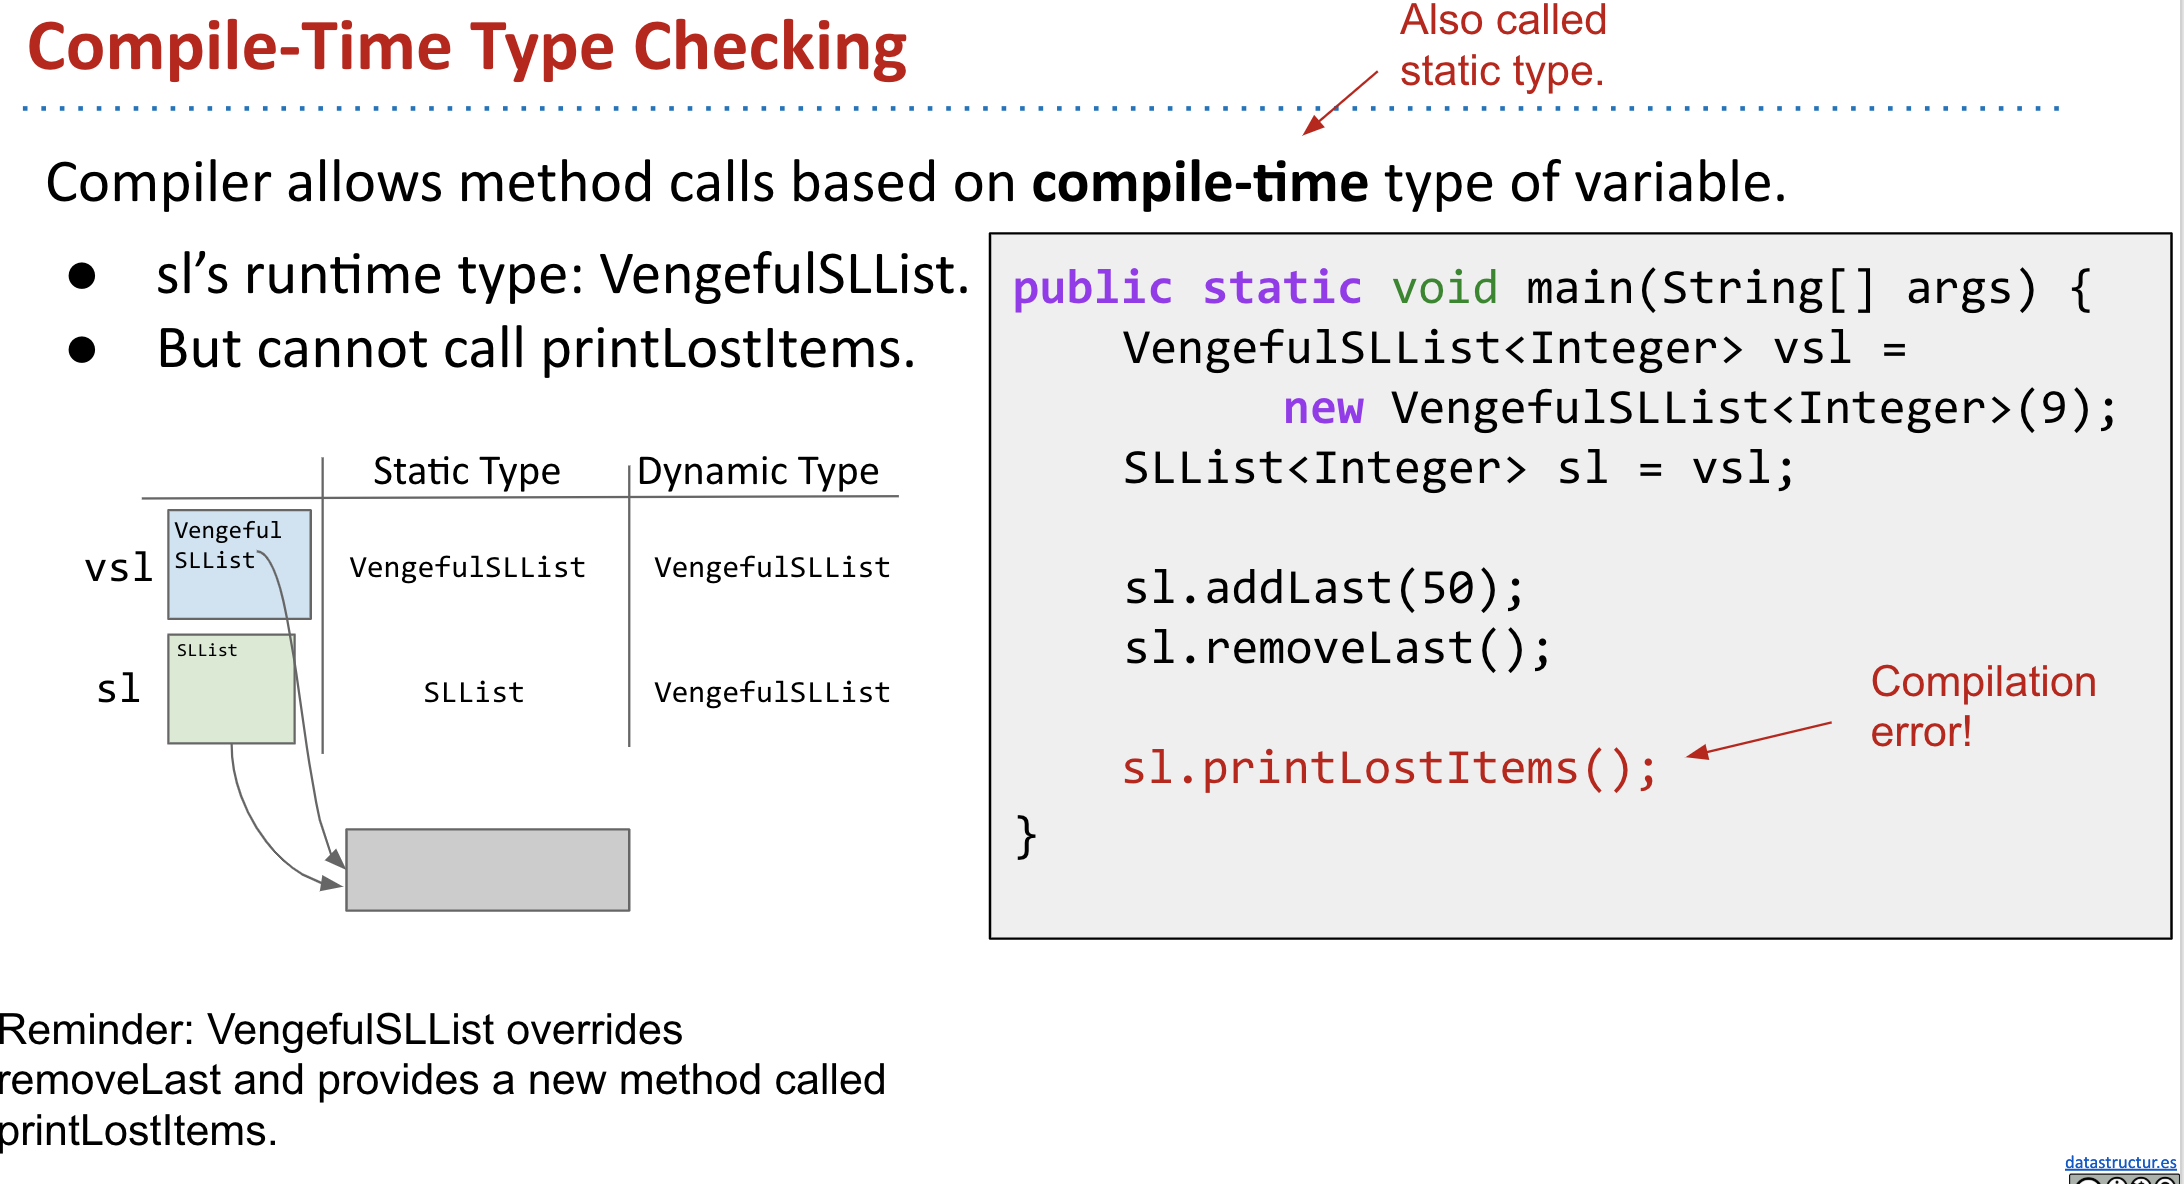 Compile-Time Type Checking
Also called
static type.
Compiler allows method calls based on compile-time type of variable.
● sl’s runtime type: VengefulSLList.
● But cannot call printLostItems.
Static Type Dynamic Type
vsl
Vengeful
SLList
VengefulSLList VengefulSLList
sl
SLList
SLList VengefulSLList
public static void main(String[] args) {
VengefulSLList<Integer> vsl =
new VengefulSLList<Integer>(9);
SLList<Integer> sl = vsl;
sl.addLast(50);
sl.removeLast();
sl.printLostItems();
}
Compilation
error!
Reminder: VengefulSLList overrides
removeLast and provides a new method called
printLostItems.
datastructur.es